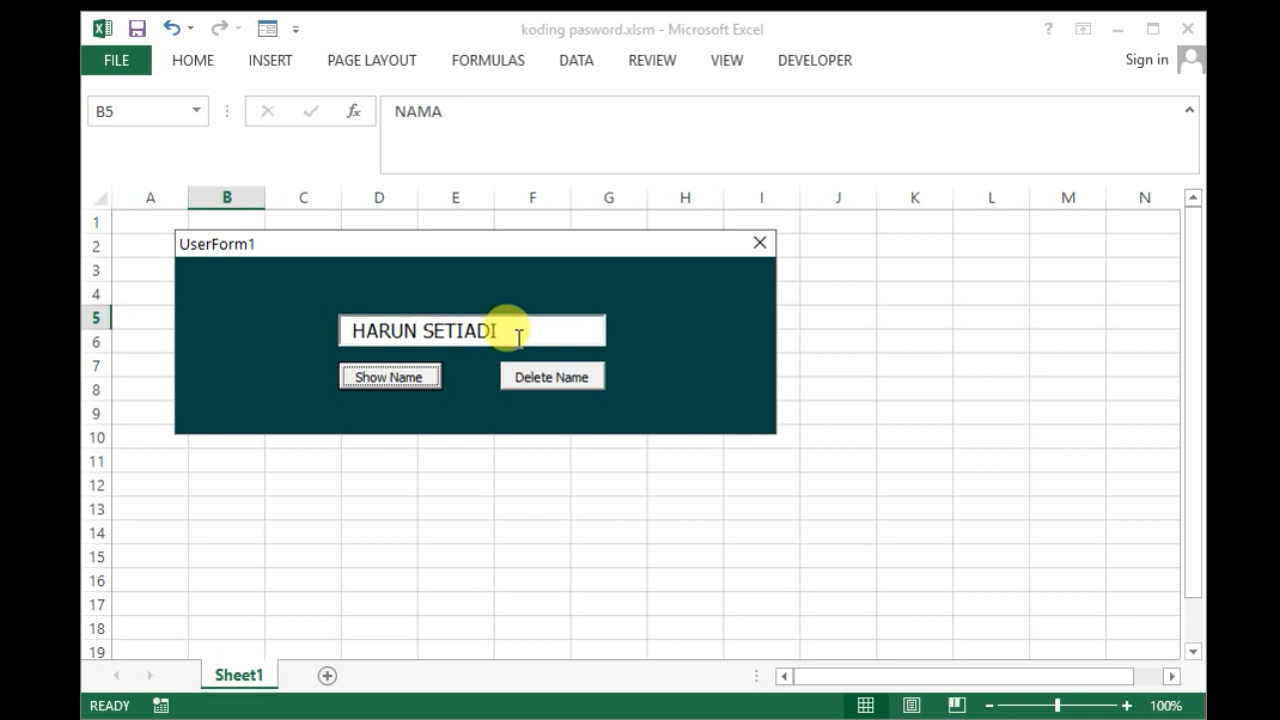 koding pasword.xlsm - Microsoft Excel
?
FILE HOME INSERT PAGE LAYOUT FORMULAS DATA REVIEW VIEW DEVELOPER Sign in
B5 fx NAMA
A B C D E F G H I J K L M N
1
2
3
4
5
6
7
8
9
10
11
12
13
14
15
16
17
18
19
UserForm1
HARUN SETIADI
Show Name Delete Name
Sheet1
READY 100%